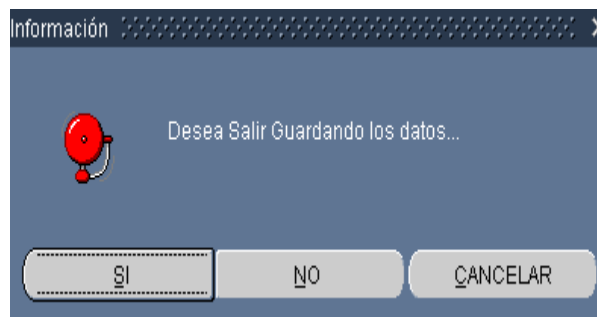 Información
Desea Salir Guardando los datos...
SI
NO
CANCELAR